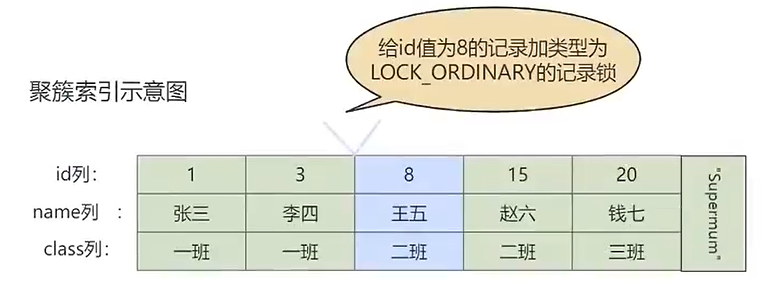 给id值为8的记录加类型为
LOCK_ORDINARY的记录锁
聚簇索引示意图
id列： 1 3 8 15 20 "Supermum"
name列 ： 张三 李四 王五 赵六 钱七
class列： 一班 一班 二班 二班 三班